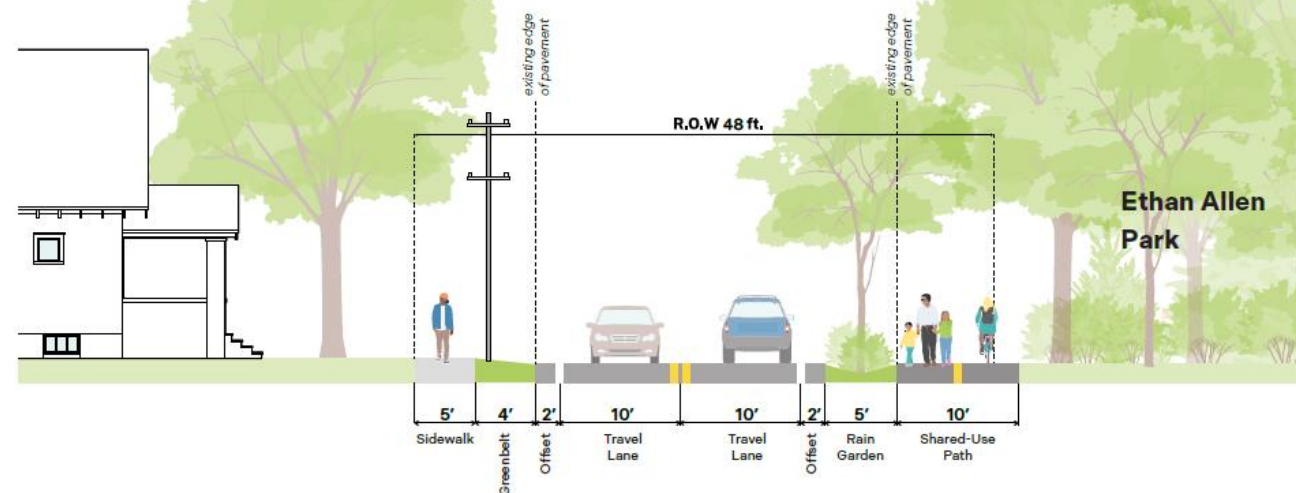 existing edge
of pavement
existing edge
of pavement
R.O.W 48 ft.
Ethan Allen
Park
5' 4' 2' 10' 10' 2' 5' 10'
Sidewalk
Greenbelt
Offset
Travel
Lane
Travel
Lane
Offset
Rain
Garden
Shared-Use
Path